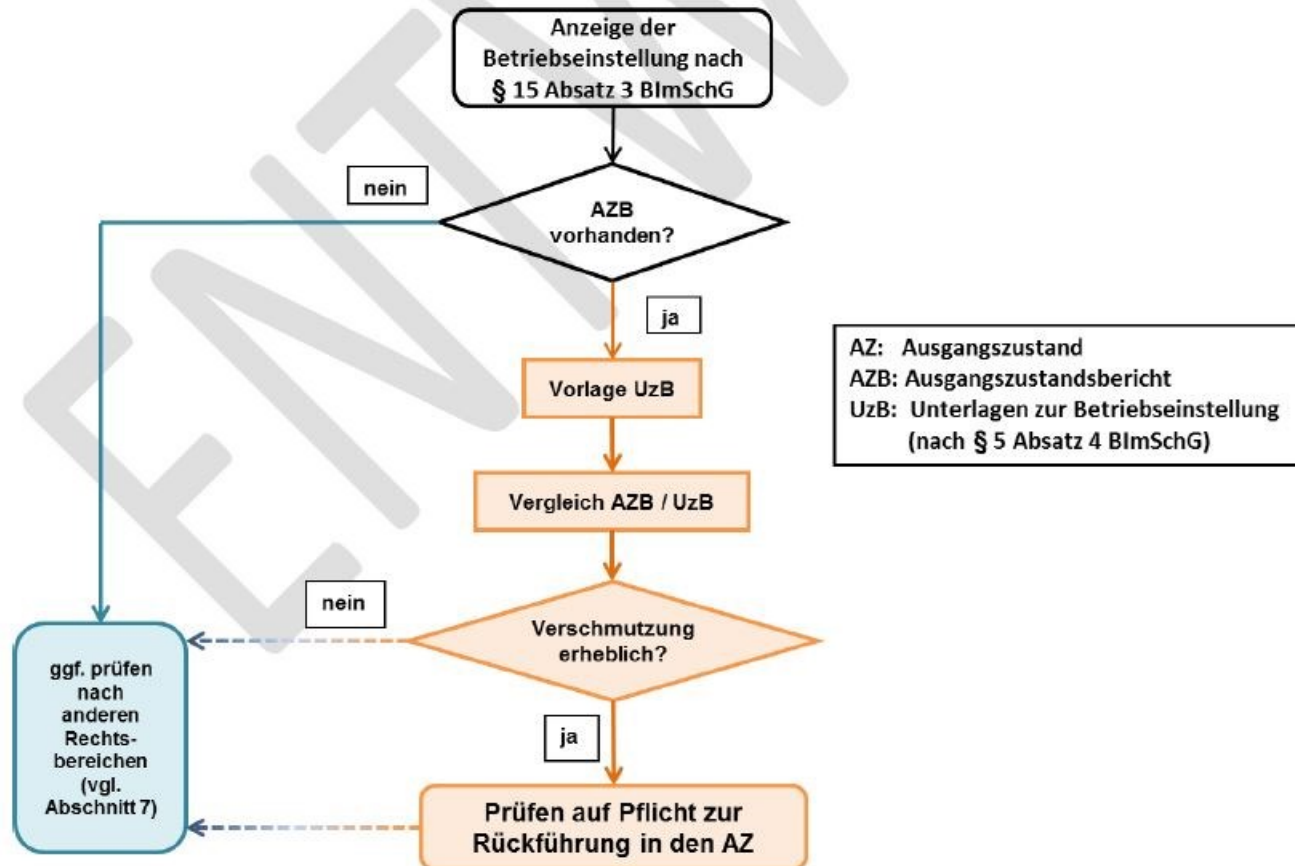 Anzeige der
Betriebseinstellung nach
§ 15 Absatz 3 BImSchG
nein
AZB
vorhanden?
ja
Vorlage UzB
AZ: Ausgangszustand
AZB: Ausgangszustandsbericht
UzB: Unterlagen zur Betriebseinstellung
(nach § 5 Absatz 4 BImSchG)
Vergleich AZB / UzB
nein
Verschmutzung
erheblich?
ggf. prüfen
nach
anderen
Rechts-
bereichen
(vgl.
Abschnitt 7)
ja
Prüfen auf Pflicht zur
Rückführung in den AZ
ENTW